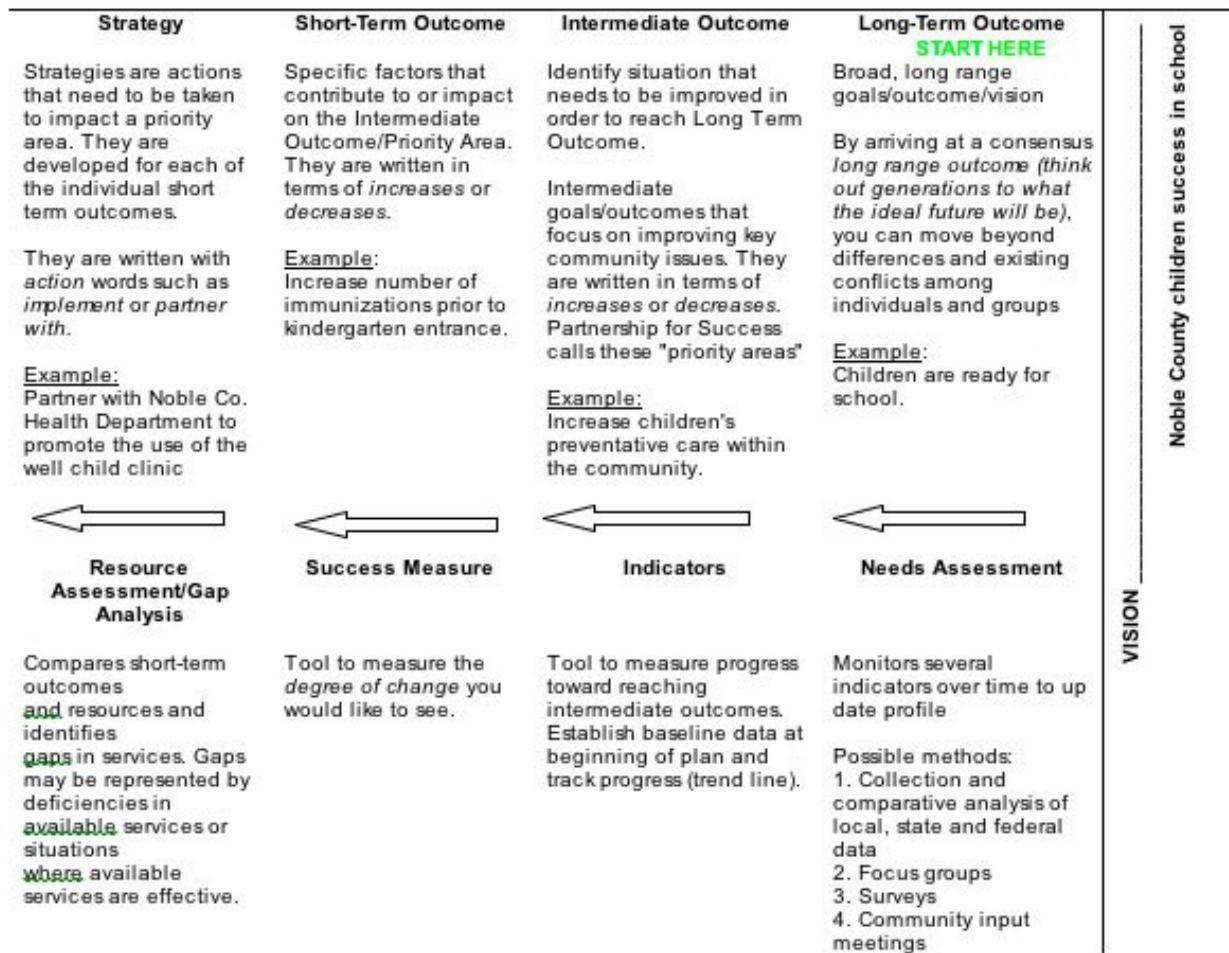 Strategy
Strategies are actions
that need to be taken
to impact a priority
area. They are
developed for each of
the individual short
term outcomes.
They are written with
action words such as
implement or partner
with.
Example:
Partner with Noble Co.
Health Department to
promote the use of the
well child clinic
Short-Term Outcome
Specific factors that
contribute to or impact
on the Intermediate
Outcome/Priority Area.
They are written in
terms of increases or
decreases.
Example:
Increase number of
immunizations prior to
kindergarten entrance.
Intermediate Outcome
Identify situation that
needs to be improved in
order to reach Long Term
Outcome.
Intermediate
goals/outcomes that
focus on improving key
community issues. They
are written in terms of
increases or decreases.
Partnership for Success
calls these "priority areas"
Example:
Increase children's
preventative care within
the community.
Long-Term Outcome
START HERE
Broad, long range
goals/outcome/vision
By arriving at a consensus
long range outcome (think
out generations to what
the ideal future will be),
you can move beyond
differences and existing
conflicts among
individuals and groups
Example:
Children are ready for
school.
Resource
Assessment/Gap
Analysis
Compares short-term
outcomes
and resources and
identifies
gaps in services. Gaps
may be represented by
deficiencies in
available services or
situations
where available
services are effective.
Success Measure
Tool to measure the
degree of change you
would like to see.
Indicators
Tool to measure progress
toward reaching
intermediate outcomes.
Establish baseline data at
beginning of plan and
track progress (trend line).
Needs Assessment
Monitors several
indicators over time to up
date profile
Possible methods:
1. Collection and
comparative analysis of
local, state and federal
data
2. Focus groups
3. Surveys
4. Community input
meetings
VISION
Noble County children success in school